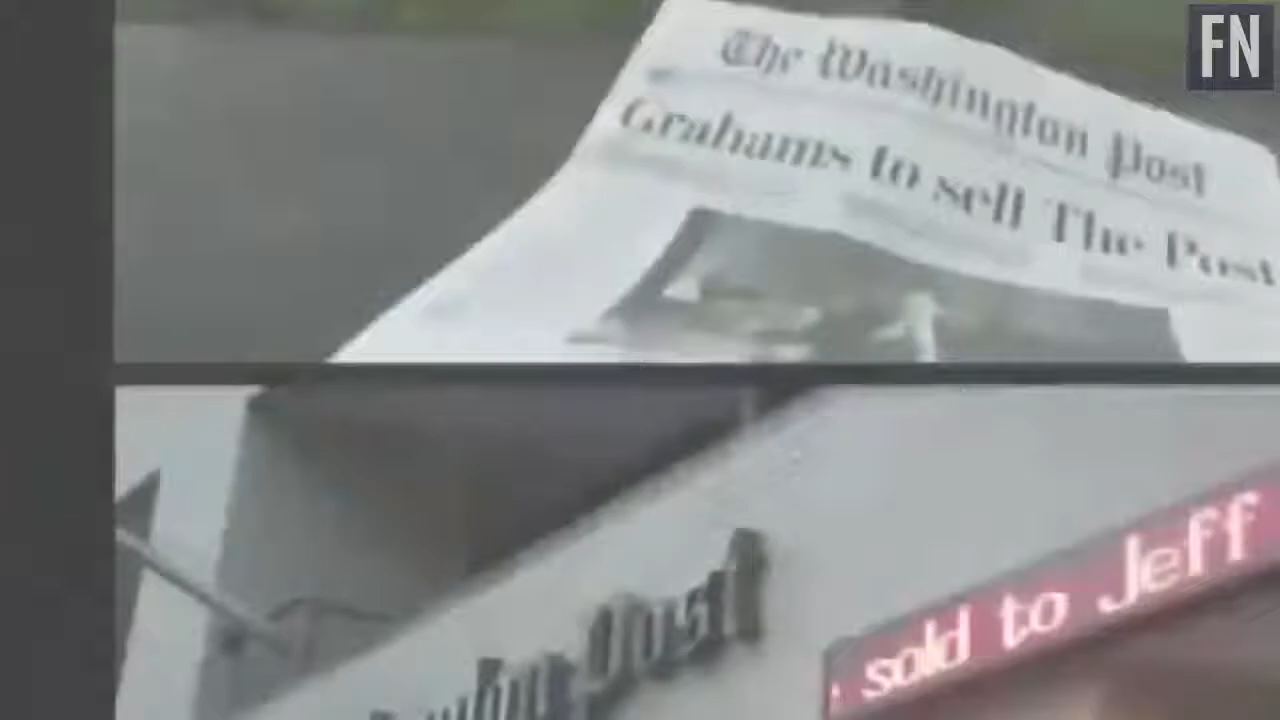 FN
The Washington Post
Grahams to sell The Post
Post
sold to Jeff